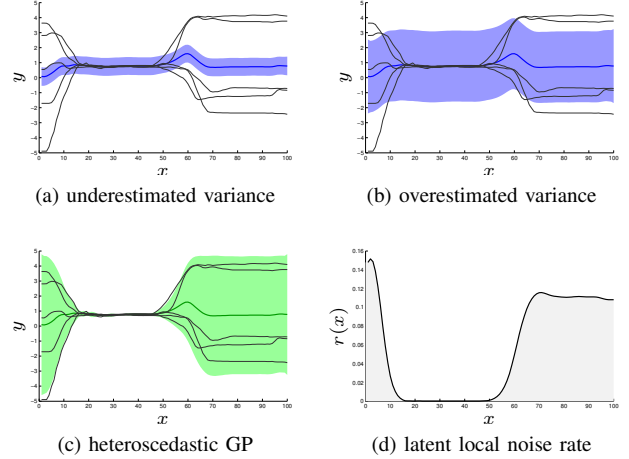 y
5
4
3
2
1
0
−1
−2
−3
−4
−5
0 10 20 30 40 50 60 70 80 90 100
x
(a) underestimated variance
y
5
4
3
2
1
0
−1
−2
−3
−4
−5
0 10 20 30 40 50 60 70 80 90 100
x
(b) overestimated variance
y
5
4
3
2
1
0
−1
−2
−3
−4
−5
0 10 20 30 40 50 60 70 80 90 100
x
(c) heteroscedastic GP
r(x)
0.16
0.14
0.12
0.1
0.08
0.06
0.04
0.02
0
0 10 20 30 40 50 60 70 80 90 100
x
(d) latent local noise rate